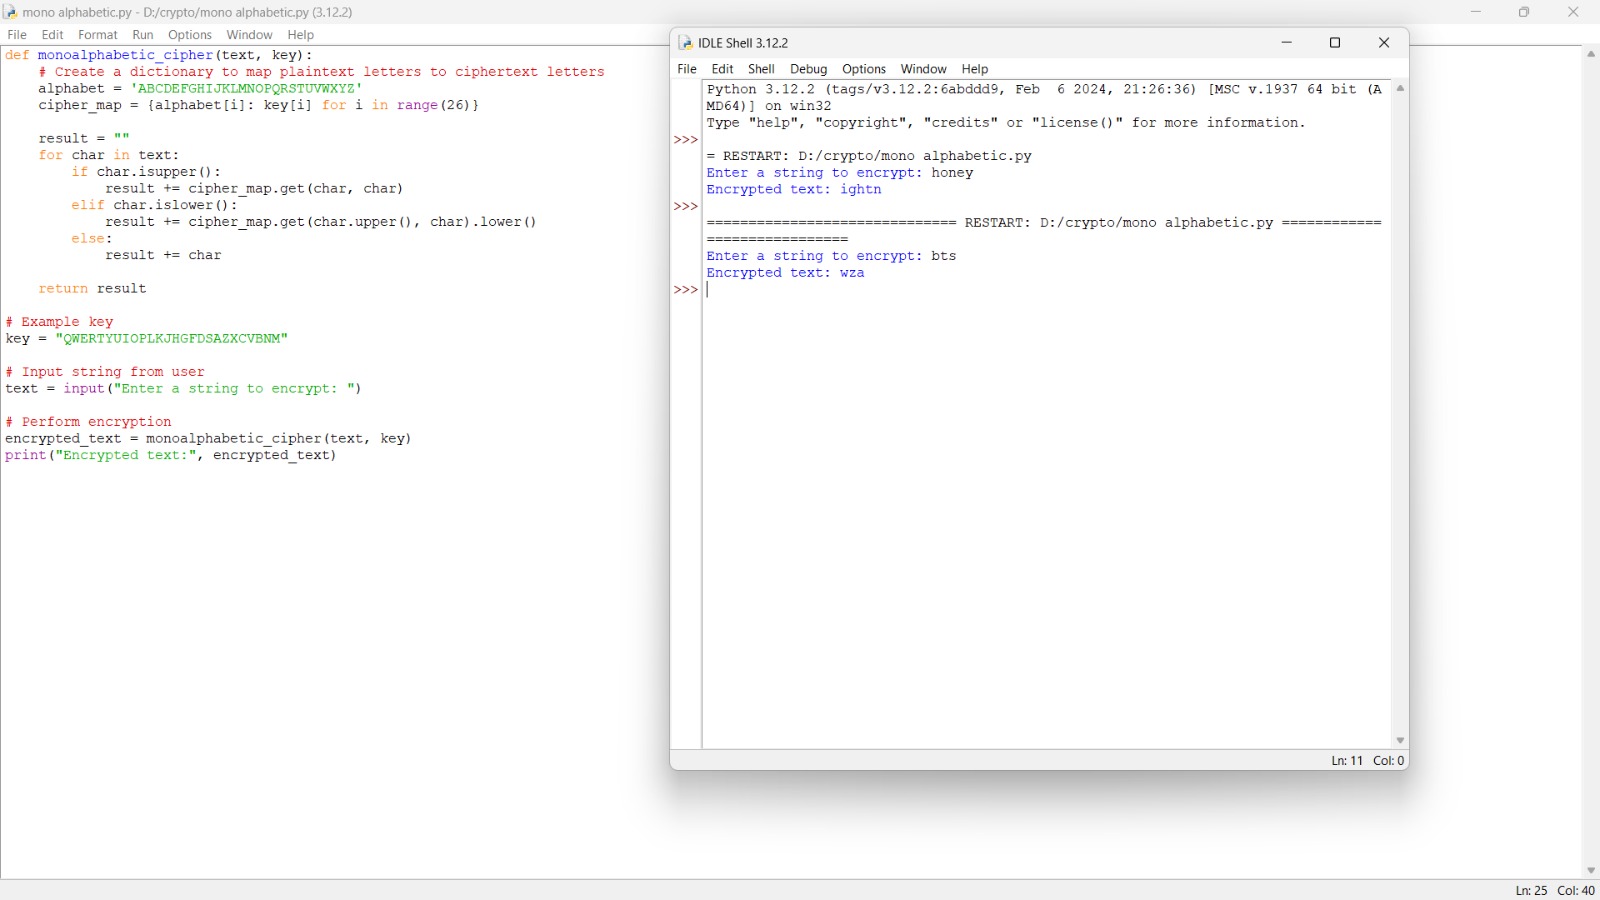 mono alphabetic.py - D:/crypto/mono alphabetic.py (3.12.2)
File Edit Format Run Options Window Help
def monoalphabetic_cipher(text, key):
    # Create a dictionary to map plaintext letters to ciphertext letters
    alphabet = 'ABCDEFGHIJKLMNOPQRSTUVWXYZ'
    cipher_map = {alphabet[i]: key[i] for i in range(26)}
    result = ""
    for char in text:
        if char.isupper():
            result += cipher_map.get(char, char)
        elif char.islower():
            result += cipher_map.get(char.upper(), char).lower()
        else:
            result += char
    return result
# Example key
key = "QWERTYUIOPLKJHGFDSAZXCVBNM"
# Input string from user
text = input("Enter a string to encrypt: ")
# Perform encryption
encrypted_text = monoalphabetic_cipher(text, key)
print("Encrypted text:", encrypted_text)
IDLE Shell 3.12.2
File Edit Shell Debug Options Window Help
Python 3.12.2 (tags/v3.12.2:6abddd9, Feb  6 2024, 21:26:36) [MSC v.1937 64 bit (A
MD64)] on win32
Type "help", "copyright", "credits" or "license()" for more information.
>>>
= RESTART: D:/crypto/mono alphabetic.py
Enter a string to encrypt: honey
Encrypted text: ightn
>>>
============================== RESTART: D:/crypto/mono alphabetic.py ============
=================
Enter a string to encrypt: bts
Encrypted text: wza
>>>
Ln: 11 Col: 0
Ln: 25 Col: 40